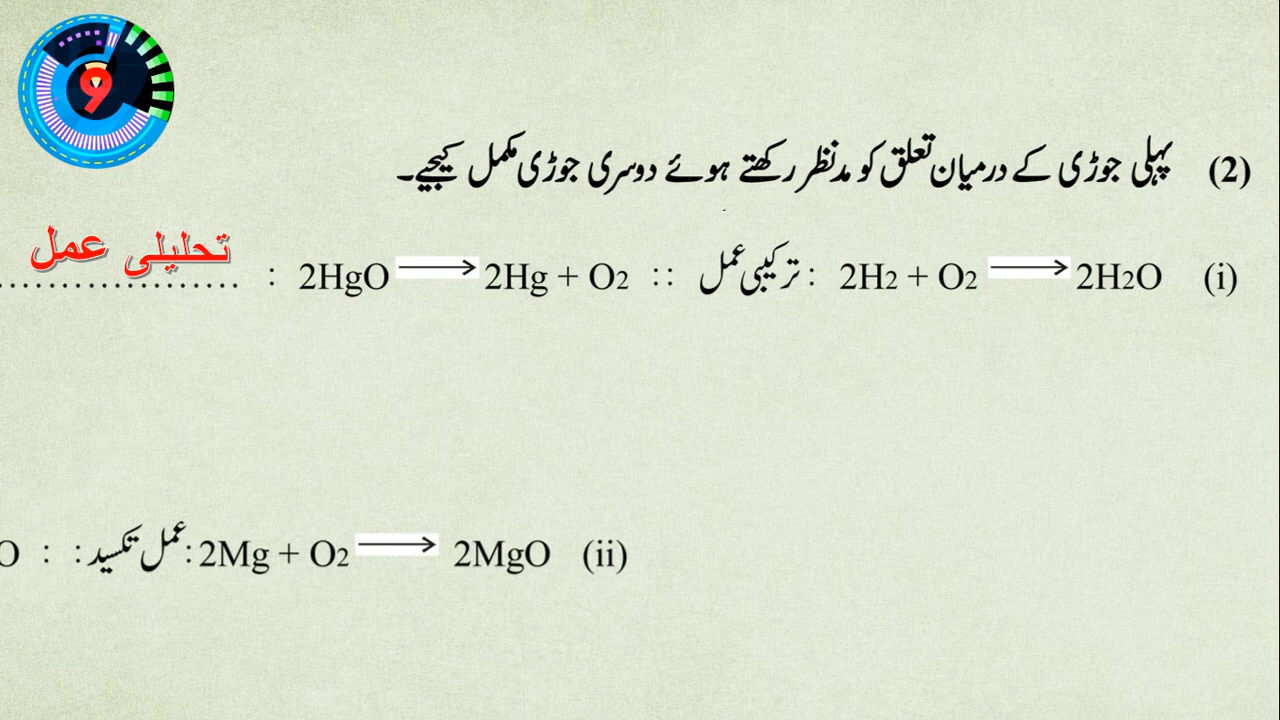 9
(2) پہلی جوڑی کے درمیان تعلق کو مدنظر رکھتے ہوئے دوسری جوڑی مکمل کیجیے۔
(i) 2H2 + O2 ⟶ 2H2O : ترکیبی عمل :: 2HgO ⟶ 2Hg + O2 : ................... تحلیلی عمل
(ii) 2Mg + O2 ⟶ 2MgO : عمل تکسید : : O